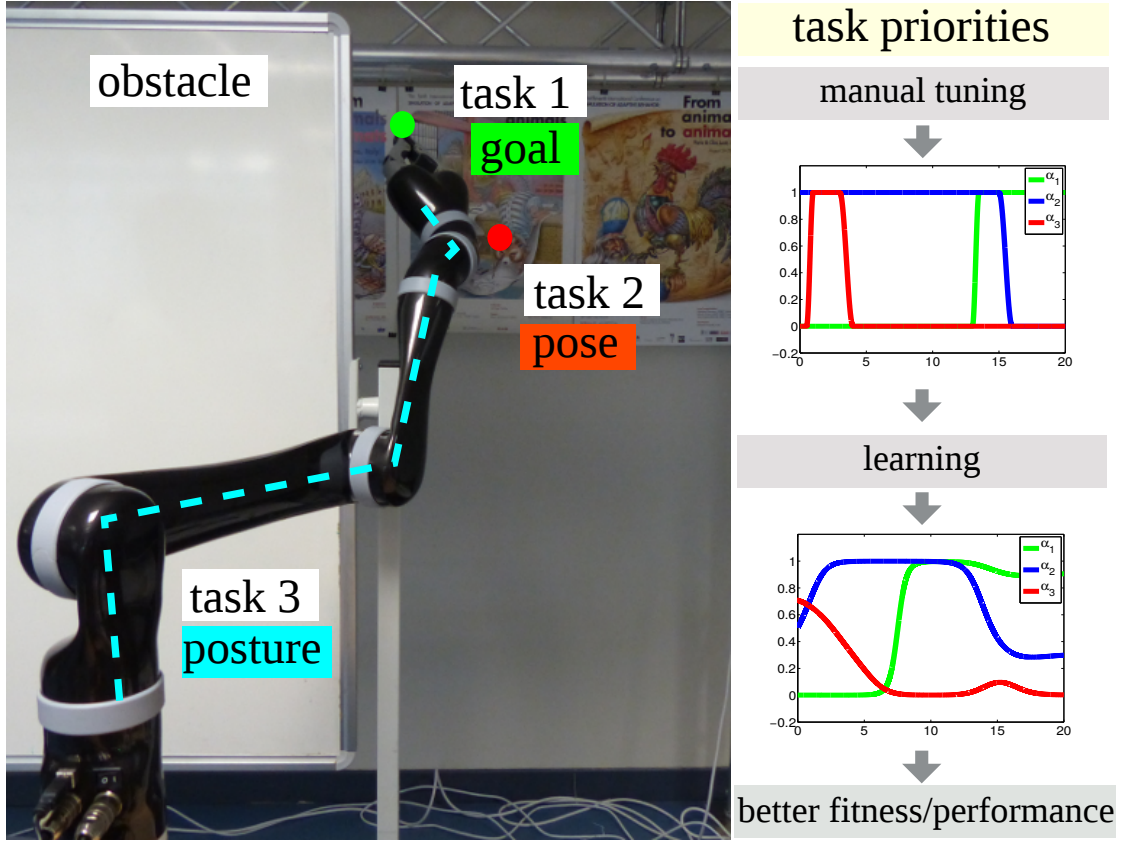 obstacle
task 1
goal
task 2
pose
task 3
posture
From
anima
to animals
task priorities
manual tuning
α1
α2
α3
1
0.8
0.6
0.4
0.2
0
−0.2
0 5 10 15 20
learning
α1
α2
α3
1
0.8
0.6
0.4
0.2
0
−0.2
0 5 10 15 20
better fitness/performance